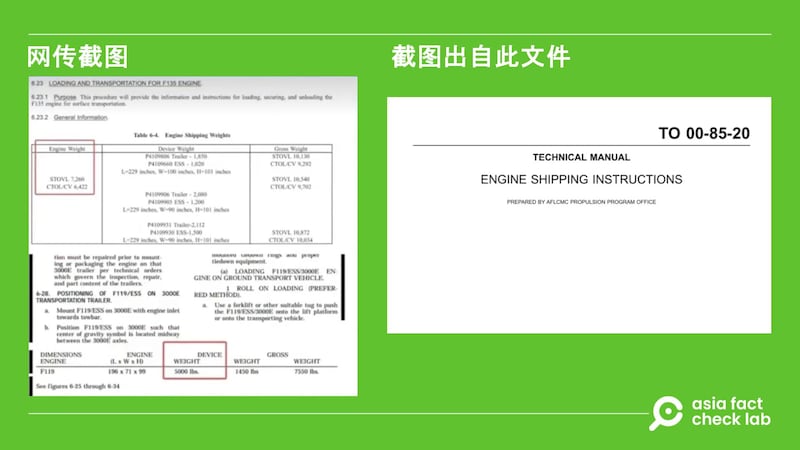 网传截图
截图出自此文件
6.23 LOADING AND TRANSPORTATION FOR F135 ENGINE.
6.23.1 Purpose. This procedure will provide the information and instructions for loading, securing, and unloading the
F135 engine for surface transportation.
6.23.2 General Information.
Table 6-4. Engine Shipping Weights
Engine Weight Device Weight Gross Weight
P4109806 Trailer - 1,850 STOVL 10,130
P4109660 ESS - 1,020 CTOL/CV 9,292
L=229 inches, W=100 inches, H=101 inches
STOVL 7,260 STOVL 10,540
CTOL/CV 6,422 CTOL/CV 9,702
P4109906 Trailer - 2,080
P4109905 ESS - 1,200
L=229 inches, W=90 inches, H=101 inches
P4109931 Trailer-2,112
P4109930 ESS-1,500 STOVL 10,872
L=229 inches, W=90 inches, H=101 inches CTOL/CV 10,034
tion must be repaired prior to mount-
ing or packaging the engine on that
3000E trailer per technical orders
which govern the inspection, repair,
and part content of the trailers.
6-28. POSITIONING OF F119/ESS ON 3000E
TRANSPORTATION TRAILER.
a. Mount F119/ESS on 3000E with engine inlet
towards towbar.
b. Position F119/ESS on 3000E such that
center of gravity symbol is located midway
between the 3000E axles.
tiedown equipment.
(a) LOADING F119/ESS/3000E EN-
GINE ON GROUND TRANSPORT VEHICLE.
1 ROLL ON LOADING (PREFER-
RED METHOD).
a. Use a forklift or other suitable tug to push
the F119/ESS/3000E onto the lift platform
or onto the transporting vehicle.
DIMENSIONS ENGINE DEVICE GROSS
ENGINE (L x W x H) WEIGHT WEIGHT WEIGHT
F119 196 x 71 x 99 5000 lbs. 1450 lbs 7550 lbs.
See figures 6-25 through 6-34
TO 00-85-20
TECHNICAL MANUAL
ENGINE SHIPPING INSTRUCTIONS
PREPARED BY AFLCMC PROPULSION PROGRAM OFFICE
asia fact
check lab